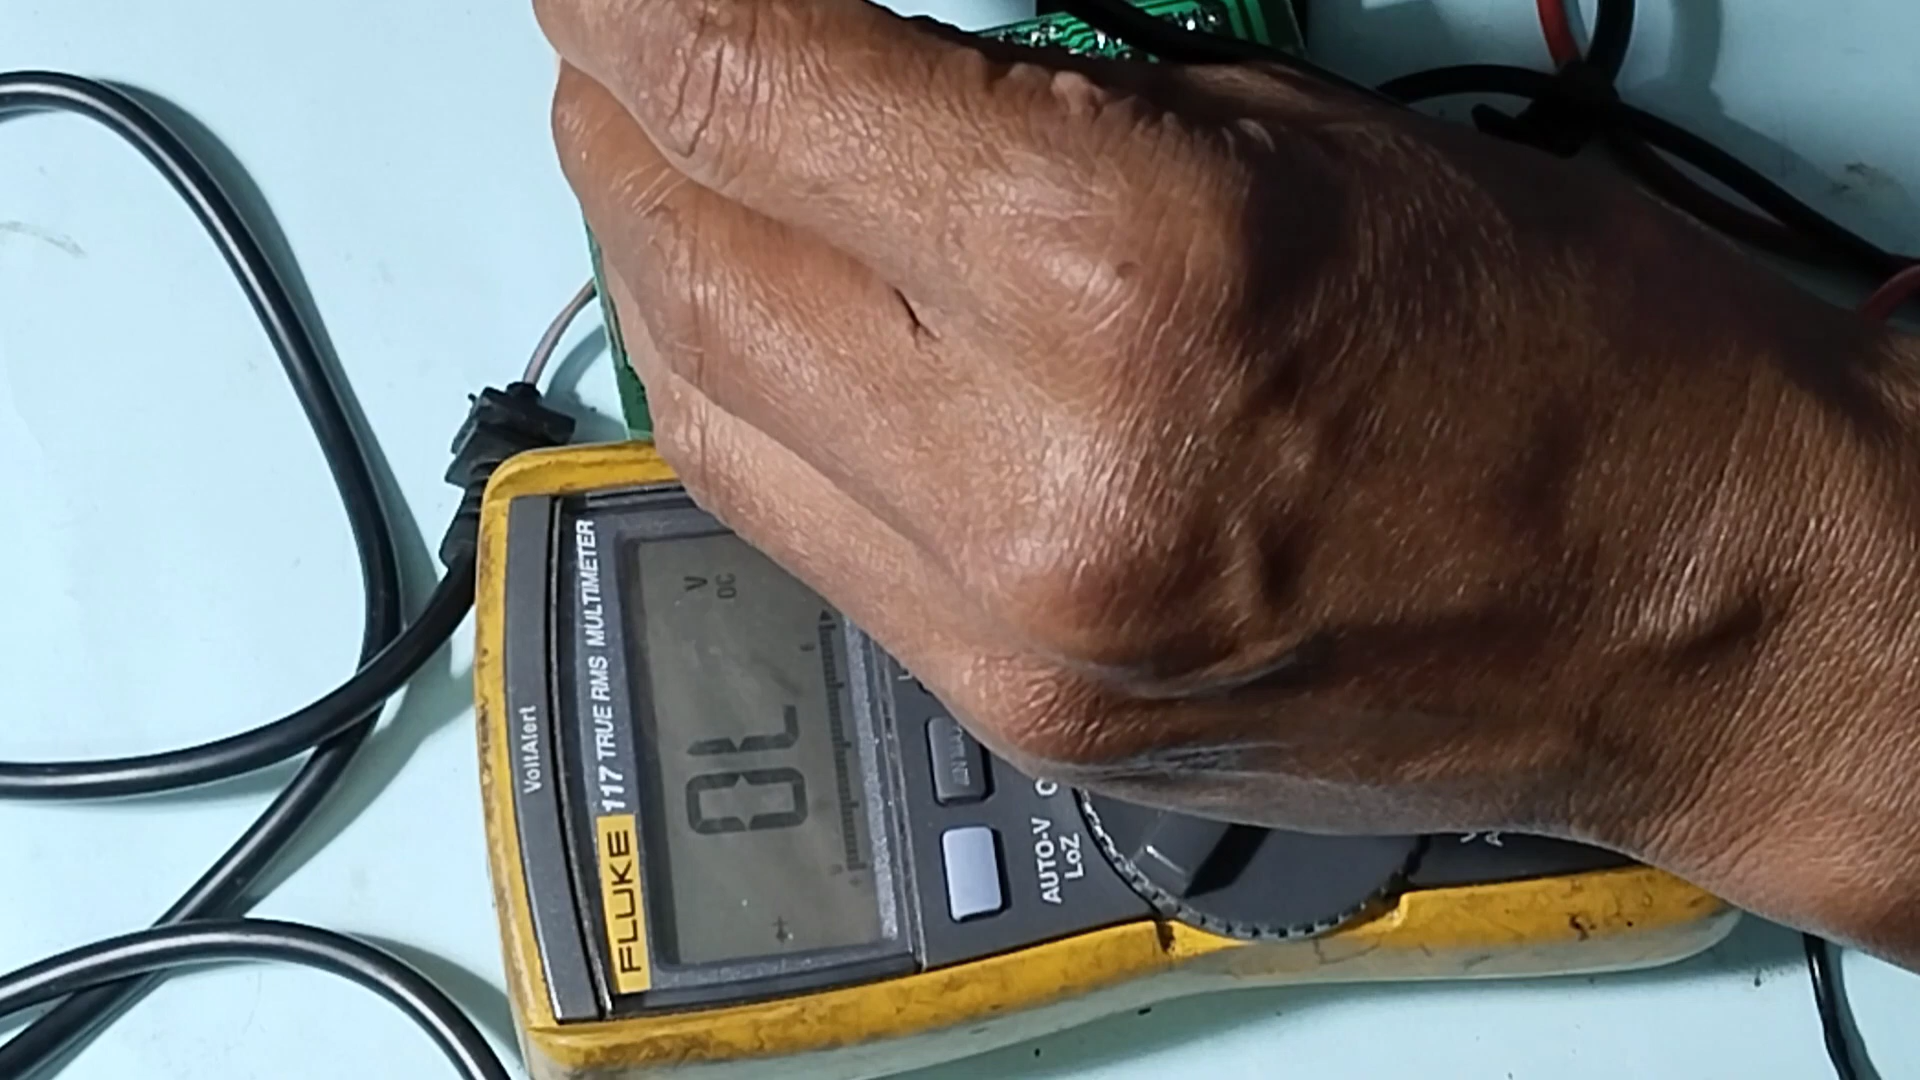 VoltAlert
FLUKE 117 TRUE RMS MULTIMETER
V
DC
OL
AUTO-V
LoZ